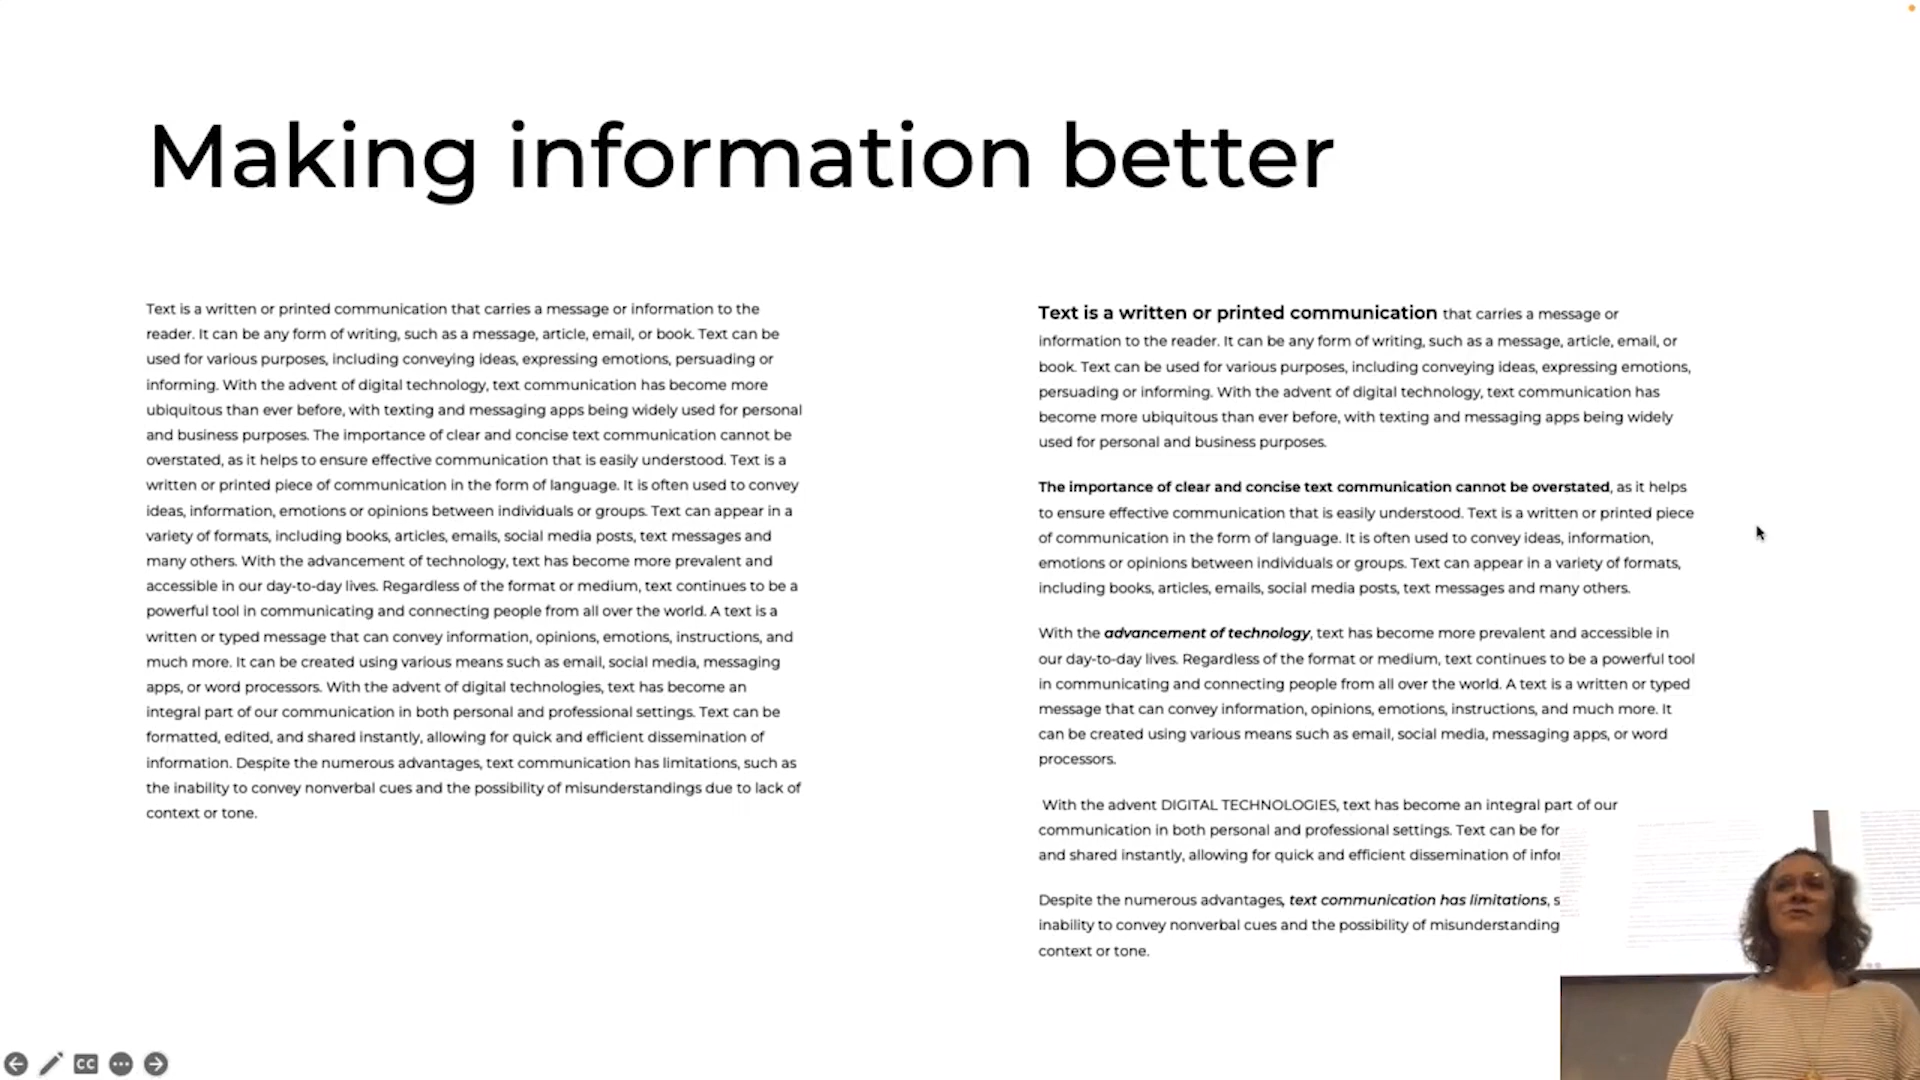 Making information better
Text is a written or printed communication that carries a message or information to the
reader. It can be any form of writing, such as a message, article, email, or book. Text can be
used for various purposes, including conveying ideas, expressing emotions, persuading or
informing. With the advent of digital technology, text communication has become more
ubiquitous than ever before, with texting and messaging apps being widely used for personal
and business purposes. The importance of clear and concise text communication cannot be
overstated, as it helps to ensure effective communication that is easily understood. Text is a
written or printed piece of communication in the form of language. It is often used to convey
ideas, information, emotions or opinions between individuals or groups. Text can appear in a
variety of formats, including books, articles, emails, social media posts, text messages and
many others. With the advancement of technology, text has become more prevalent and
accessible in our day-to-day lives. Regardless of the format or medium, text continues to be a
powerful tool in communicating and connecting people from all over the world. A text is a
written or typed message that can convey information, opinions, emotions, instructions, and
much more. It can be created using various means such as email, social media, messaging
apps, or word processors. With the advent of digital technologies, text has become an
integral part of our communication in both personal and professional settings. Text can be
formatted, edited, and shared instantly, allowing for quick and efficient dissemination of
information. Despite the numerous advantages, text communication has limitations, such as
the inability to convey nonverbal cues and the possibility of misunderstandings due to lack of
context or tone.
Text is a written or printed communication that carries a message or
information to the reader. It can be any form of writing, such as a message, article, email, or
book. Text can be used for various purposes, including conveying ideas, expressing emotions,
persuading or informing. With the advent of digital technology, text communication has
become more ubiquitous than ever before, with texting and messaging apps being widely
used for personal and business purposes.
The importance of clear and concise text communication cannot be overstated, as it helps
to ensure effective communication that is easily understood. Text is a written or printed piece
of communication in the form of language. It is often used to convey ideas, information,
emotions or opinions between individuals or groups. Text can appear in a variety of formats,
including books, articles, emails, social media posts, text messages and many others.
With the advancement of technology, text has become more prevalent and accessible in
our day-to-day lives. Regardless of the format or medium, text continues to be a powerful tool
in communicating and connecting people from all over the world. A text is a written or typed
message that can convey information, opinions, emotions, instructions, and much more. It
can be created using various means such as email, social media, messaging apps, or word
processors.
With the advent DIGITAL TECHNOLOGIES, text has become an integral part of our
communication in both personal and professional settings. Text can be for
and shared instantly, allowing for quick and efficient dissemination of infor
Despite the numerous advantages, text communication has limitations, s
inability to convey nonverbal cues and the possibility of misunderstanding
context or tone.
CC